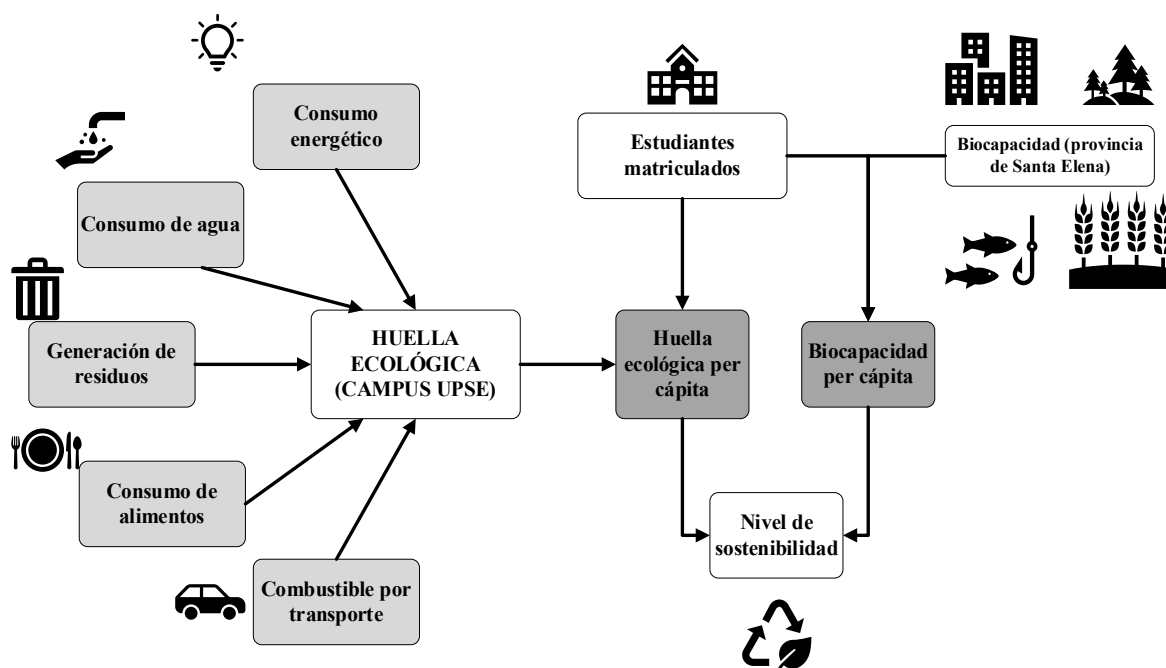 Consumo
energético
Consumo de agua
Generación de
residuos
Consumo de
alimentos
Combustible por
transporte
HUELLA
ECOLÓGICA
(CAMPUS UPSE)
Estudiantes
matriculados
Biocapacidad (provincia
de Santa Elena)
Huella
ecológica per
cápita
Biocapacidad
per cápita
Nivel de
sostenibilidad